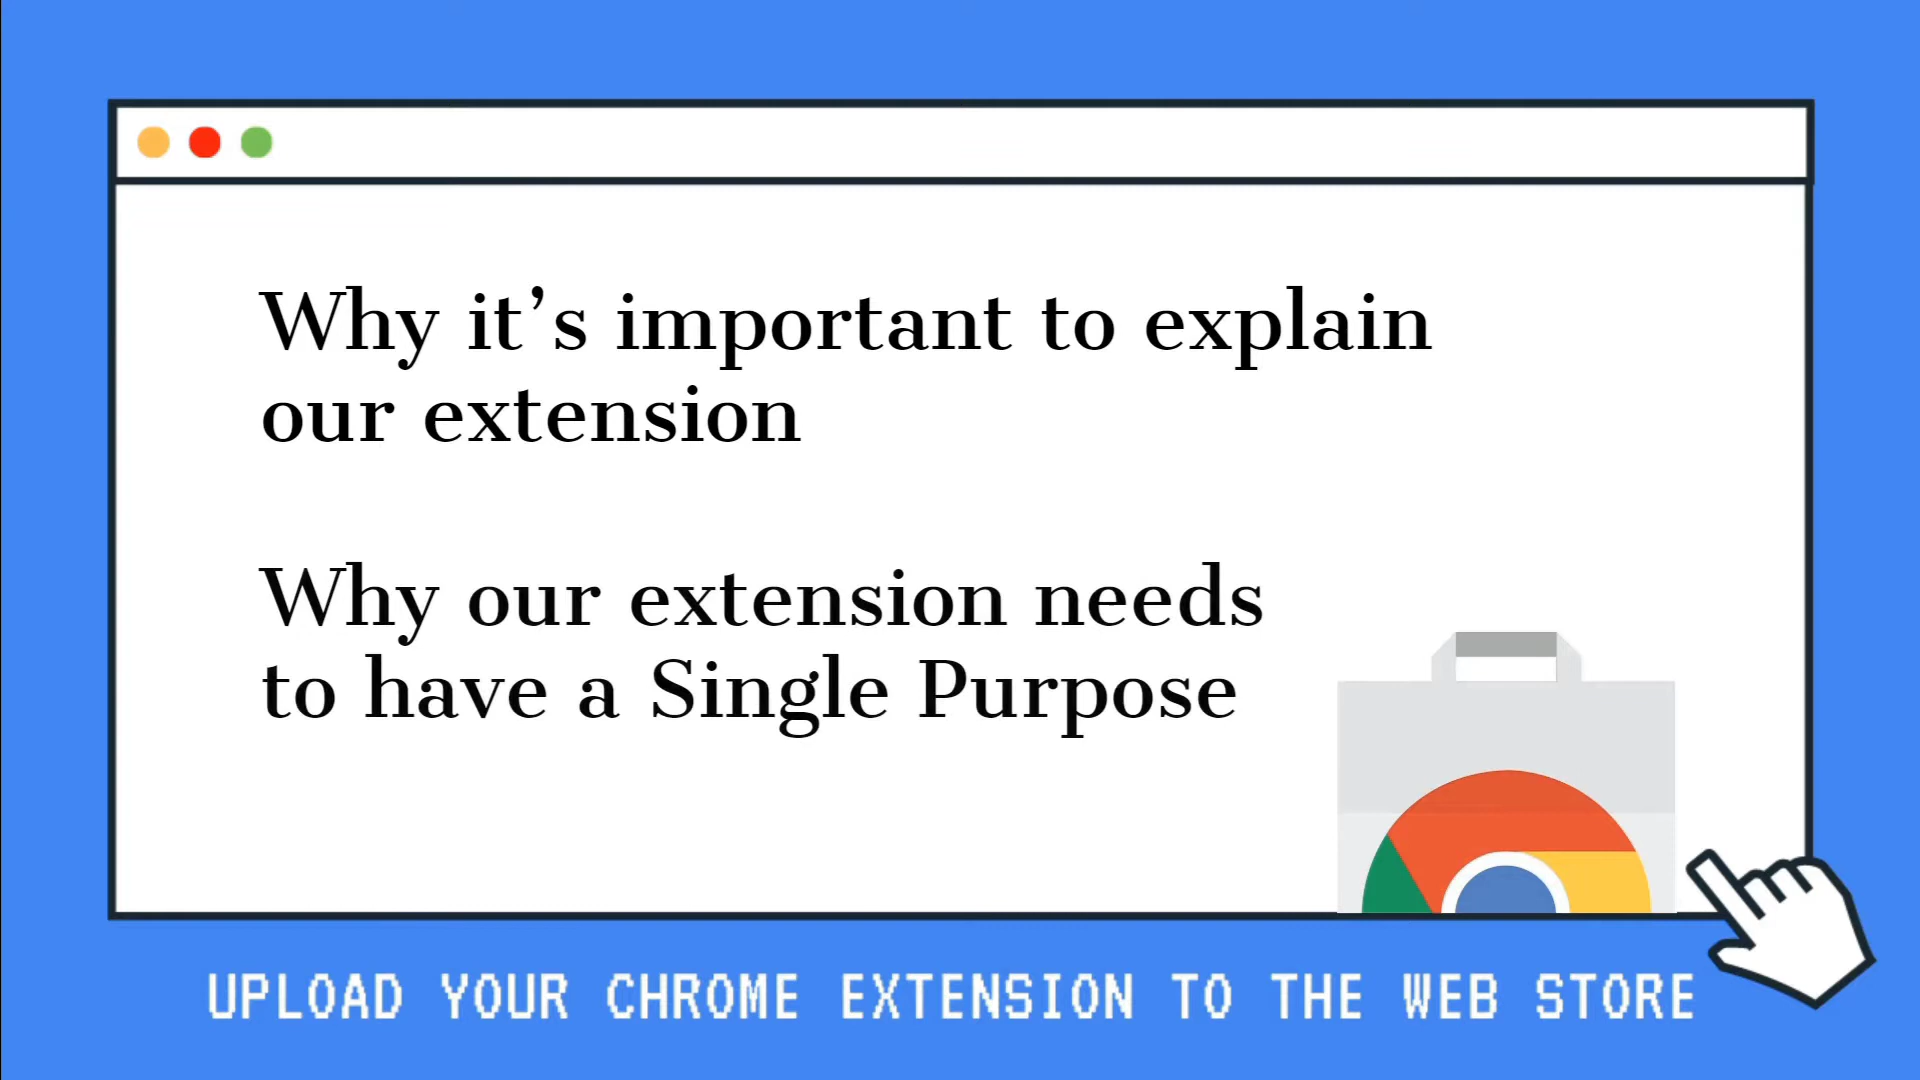 Why it’s important to explain
our extension
Why our extension needs
to have a Single Purpose
UPLOAD YOUR CHROME EXTENSION TO THE WEB STORE